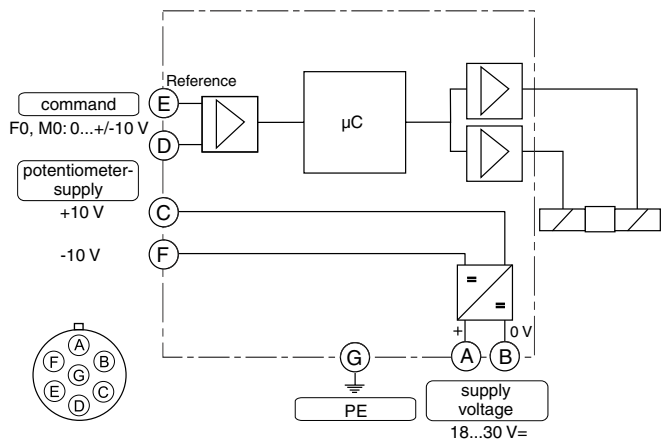 Reference
command
E
F0, M0: 0...+/-10 V
D
µC
potentiometer-
supply
+10 V
C
-10 V
F
=
=
+
0 V
G
A
B
PE
supply
voltage
18...30 V=
A
F
B
G
E
C
D